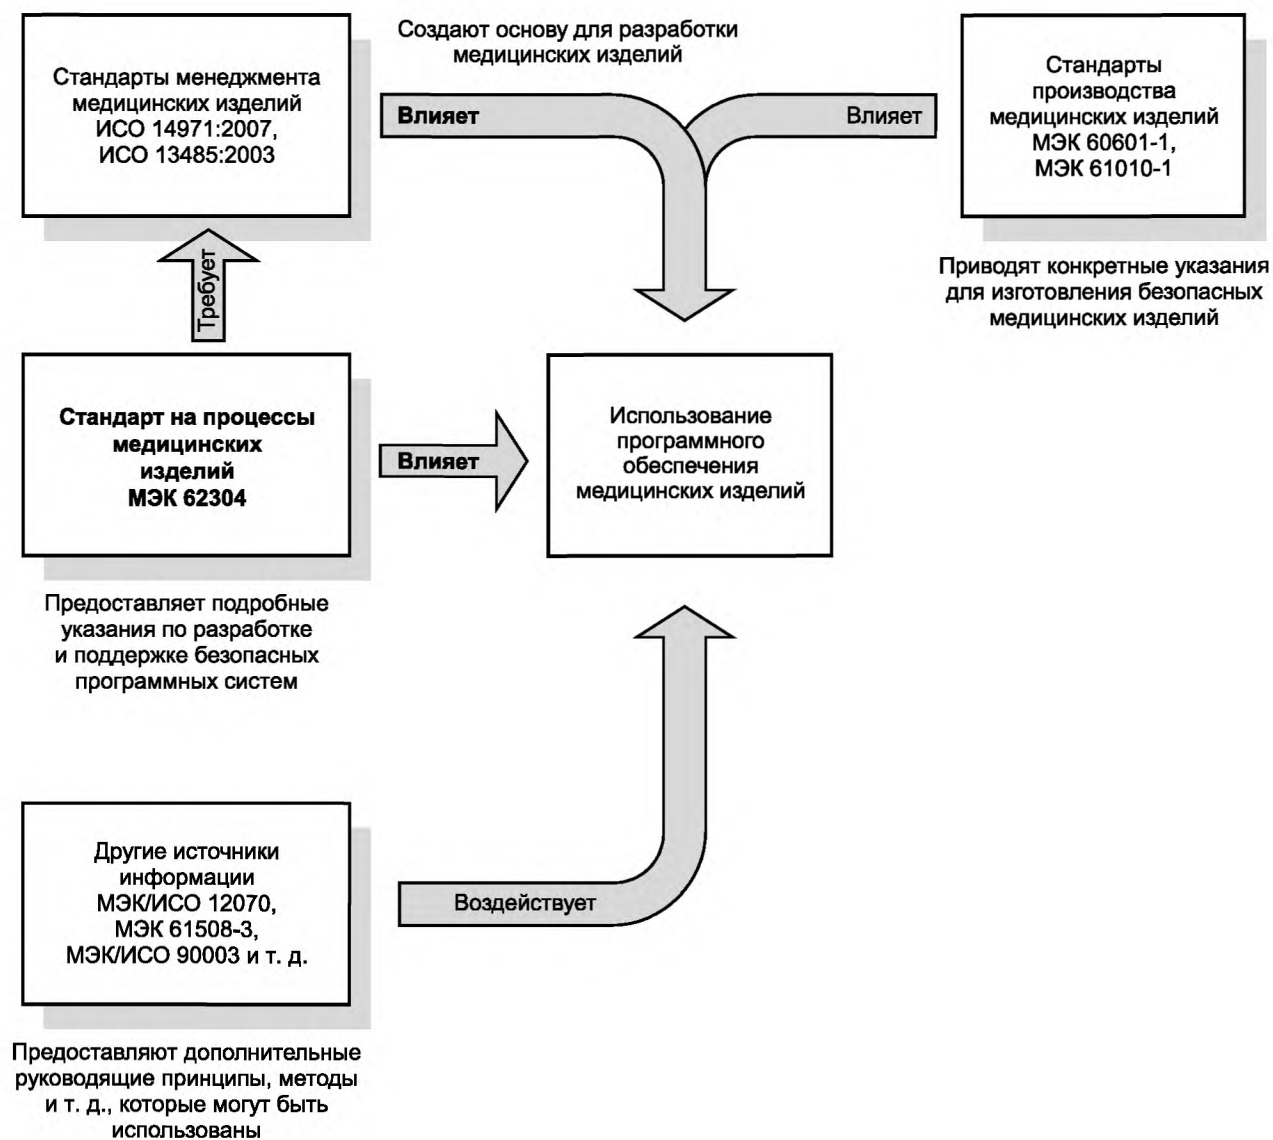 Стандарты менеджмента
медицинских изделий
ИСО 14971:2007,
ИСО 13485:2003
Создают основу для разработки
медицинских изделий
Влияет
Влияет
Стандарты
производства
медицинских изделий
МЭК 60601-1,
МЭК 61010-1
Приводят конкретные указания
для изготовления безопасных
медицинских изделий
Требует
Стандарт на процессы
медицинских
изделий
МЭК 62304
Влияет
Использование
программного
обеспечения
медицинских изделий
Предоставляет подробные
указания по разработке
и поддержке безопасных
программных систем
Другие источники
информации
МЭК/ИСО 12070,
МЭК 61508-3,
МЭК/ИСО 90003 и т. д.
Воздействует
Предоставляют дополнительные
руководящие принципы, методы
и т. д., которые могут быть
использованы